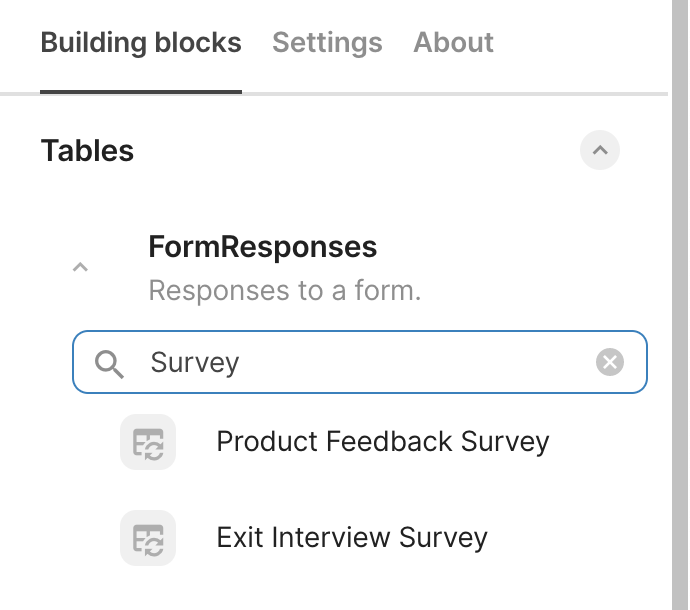 Building blocks Settings About
Tables
FormResponses
Responses to a form.
Survey
Product Feedback Survey
Exit Interview Survey